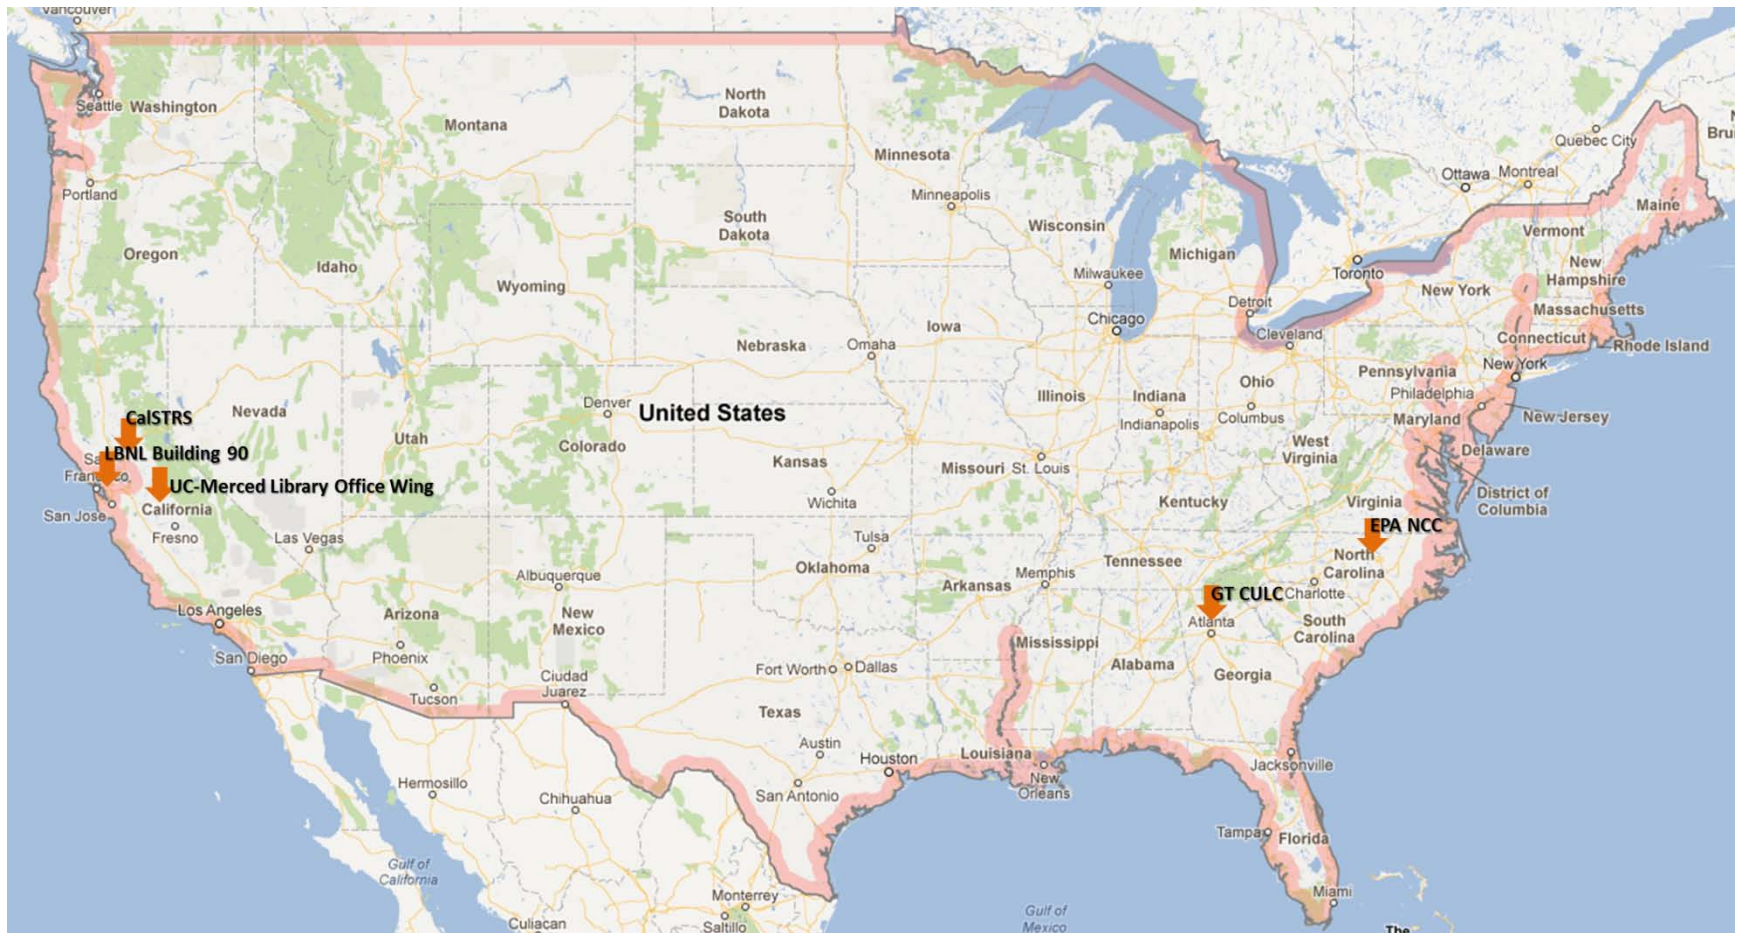 Vancouver
Seattle
Washington
Montana
North
Dakota
Minnesota
Quebec City
Ottawa
Montreal
Portland
Minneapolis
Maine
South
Dakota
Wisconsin
Vermont
Oregon
Idaho
Michigan
Toronto
New
Hampshire
Milwaukee
Wyoming
New York
Detroit
Massachusetts
Chicago
Iowa
Cleveland
Connecticut
Rhode Island
Nebraska
Omaha
New York
Pennsylvania
Ohio
Illinois
Indiana
Philadelphia
Denver
United States
Nevada
CalSTRS
Columbus
Maryland
New Jersey
Indianapolis
Utah
Colorado
West
Virginia
Delaware
LBNL Building 90
Kansas
Missouri
St. Louis
UC-Merced Library Office Wing
District of
Columbia
Wichita
Kentucky
Virginia
California
San Jose
EPA NCC
Fresno
Las Vegas
Tulsa
North
Carolina
Tennessee
Oklahoma
Memphis
Albuquerque
Arkansas
GT CULC
Charlotte
Los Angeles
Arizona
New
Mexico
Atlanta
South
Carolina
Mississippi
San Diego
Phoenix
Fort Worth
Dallas
Alabama
Georgia
Ciudad
Juarez
Tucson
Texas
Austin
Houston
Louisiana
Jacksonville
New
Orleans
Hermosillo
San Antonio
Chihuahua
Tampa
Florida
Gulf of
California
Miami
Monterrey
Gulf of
Mexico
Culiacan
Saltillo
The